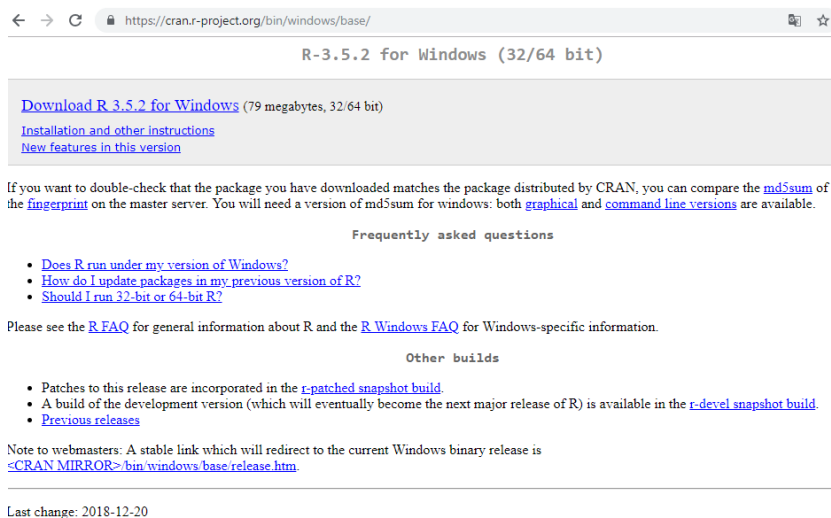 https://cran.r-project.org/bin/windows/base/
R-3.5.2 for Windows (32/64 bit)
Download R 3.5.2 for Windows (79 megabytes, 32/64 bit)
Installation and other instructions
New features in this version
If you want to double-check that the package you have downloaded matches the package distributed by CRAN, you can compare the md5sum of
the fingerprint on the master server. You will need a version of md5sum for windows: both graphical and command line versions are available.
Frequently asked questions
• Does R run under my version of Windows?
• How do I update packages in my previous version of R?
• Should I run 32-bit or 64-bit R?
Please see the R FAQ for general information about R and the R Windows FAQ for Windows-specific information.
Other builds
• Patches to this release are incorporated in the r-patched snapshot build.
• A build of the development version (which will eventually become the next major release of R) is available in the r-devel snapshot build.
• Previous releases
Note to webmasters: A stable link which will redirect to the current Windows binary release is
<CRAN MIRROR>/bin/windows/base/release.htm.
Last change: 2018-12-20